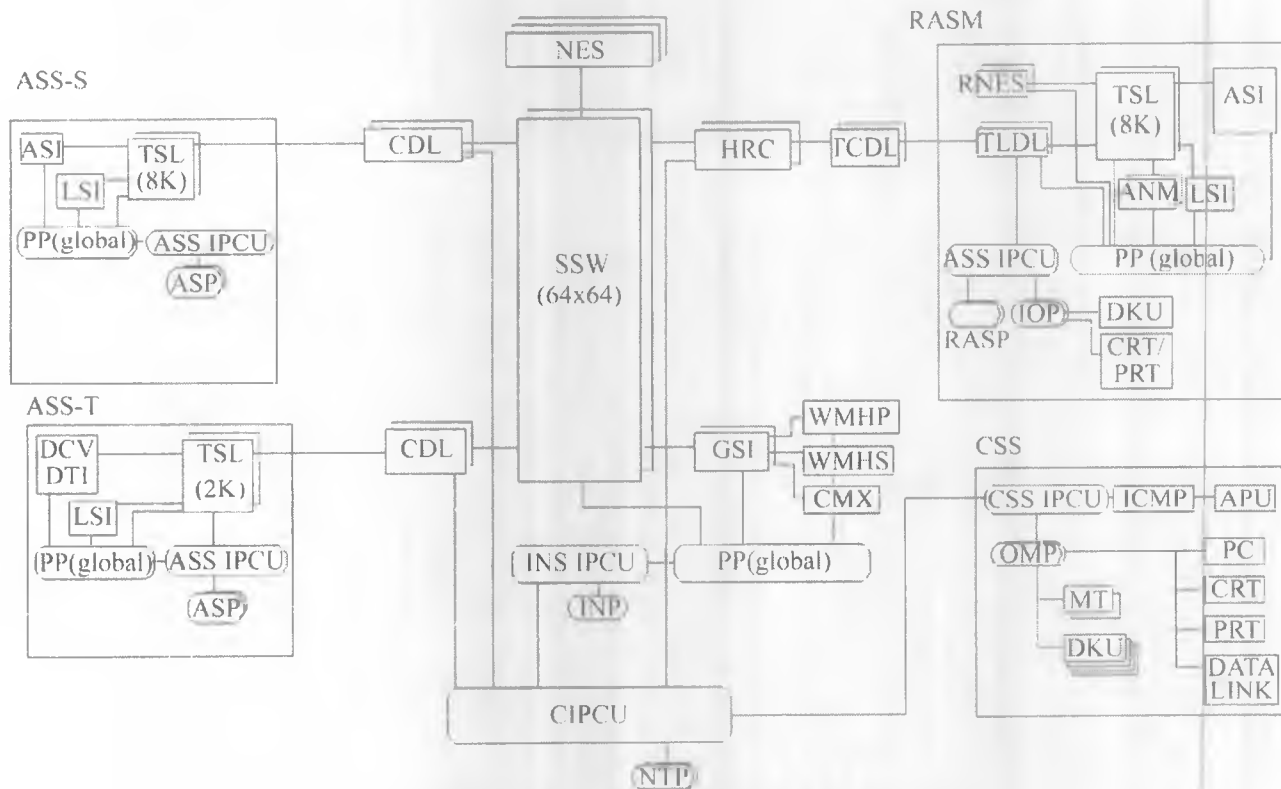 RASM
NES
ASS-S
RNES
TSL
(8K)
ASI
ASI
TSL
(8K)
CDL
HRC
TCDL
TLDL
LSI
ANM
LSI
PP(global)
ASS IPCU
ASP
SSW
(64x64)
ASS IPCU
PP (global)
RASP
IOP
DKU
CRT/
PRT
ASS-T
DCV
DTI
TSL
(2K)
CDL
GSI
WMHP
WMHS
CMX
LSI
PP(global)
ASS IPCU
ASP
INS IPCU
PP(global)
INP
CSS
CSS IPCU
ICMP
APU
OMP
PC
MT
CRT
PRT
DKU
DATA
LINK
CIPCU
NTP